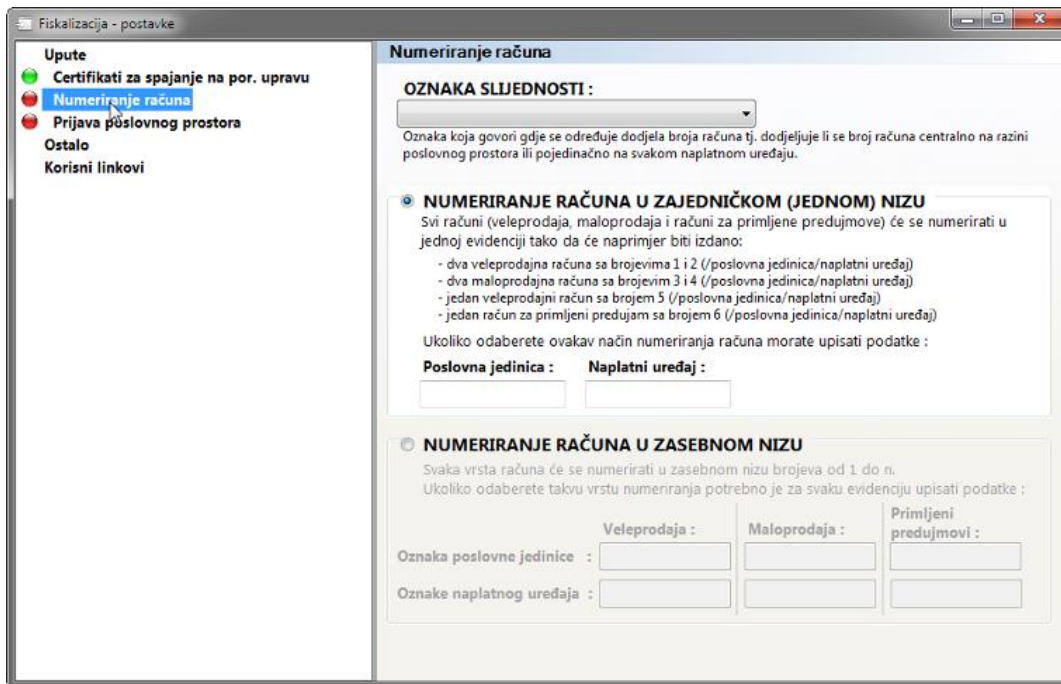 Fiskalizacija - postavke
Upute
Certifikati za spajanje na por. upravu
Numeriranje računa
Prijava poslovnog prostora
Ostalo
Korisni linkovi
Numeriranje računa
OZNAKA SLIJEDNOSTI :
Oznaka koja govori gdje se određuje dodjela broja računa tj. dodjeljuje li se broj računa centralno na razini
poslovnog prostora ili pojedinačno na svakom naplatnom uređaju.
NUMERIRANJE RAČUNA U ZAJEDNIČKOM (JEDNOM) NIZU
Svi računi (veleprodaja, maloprodaja i računi za primljene predujmove) će se numerirati u
jednoj evidenciji tako da će naprimjer biti izdano:
- dva veleprodajna računa sa brojevima 1 i 2 (/poslovna jedinica/naplatni uređaj)
- dva maloprodajna računa sa brojevim 3 i 4 (/poslovna jedinica/naplatni uređaj)
- jedan veleprodajni račun sa brojem 5 (/poslovna jedinica/naplatni uređaj)
- jedan račun za primljeni predujam sa brojem 6 (/poslovna jedinica/naplatni uređaj)
Ukoliko odaberete ovakav način numeriranja računa morate upisati podatke :
Poslovna jedinica : Naplatni uređaj :
NUMERIRANJE RAČUNA U ZASEBNOM NIZU
Svaka vrsta računa će se numerirati u zasebnom nizu brojeva od 1 do n.
Ukoliko odaberete takvu vrstu numeriranja potrebno je za svaku evidenciju upisati podatke :
Veleprodaja : Maloprodaja : Primljeni
predujmovi :
Oznaka poslovne jedinice :
Oznake naplatnog uređaja :